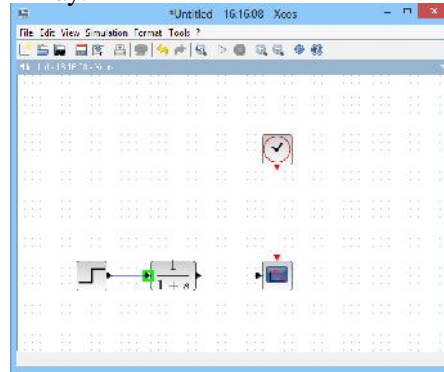 *Untitled 16:16:08 Xcos
File Edit View Simulation Format Tools ?
1
1 + s